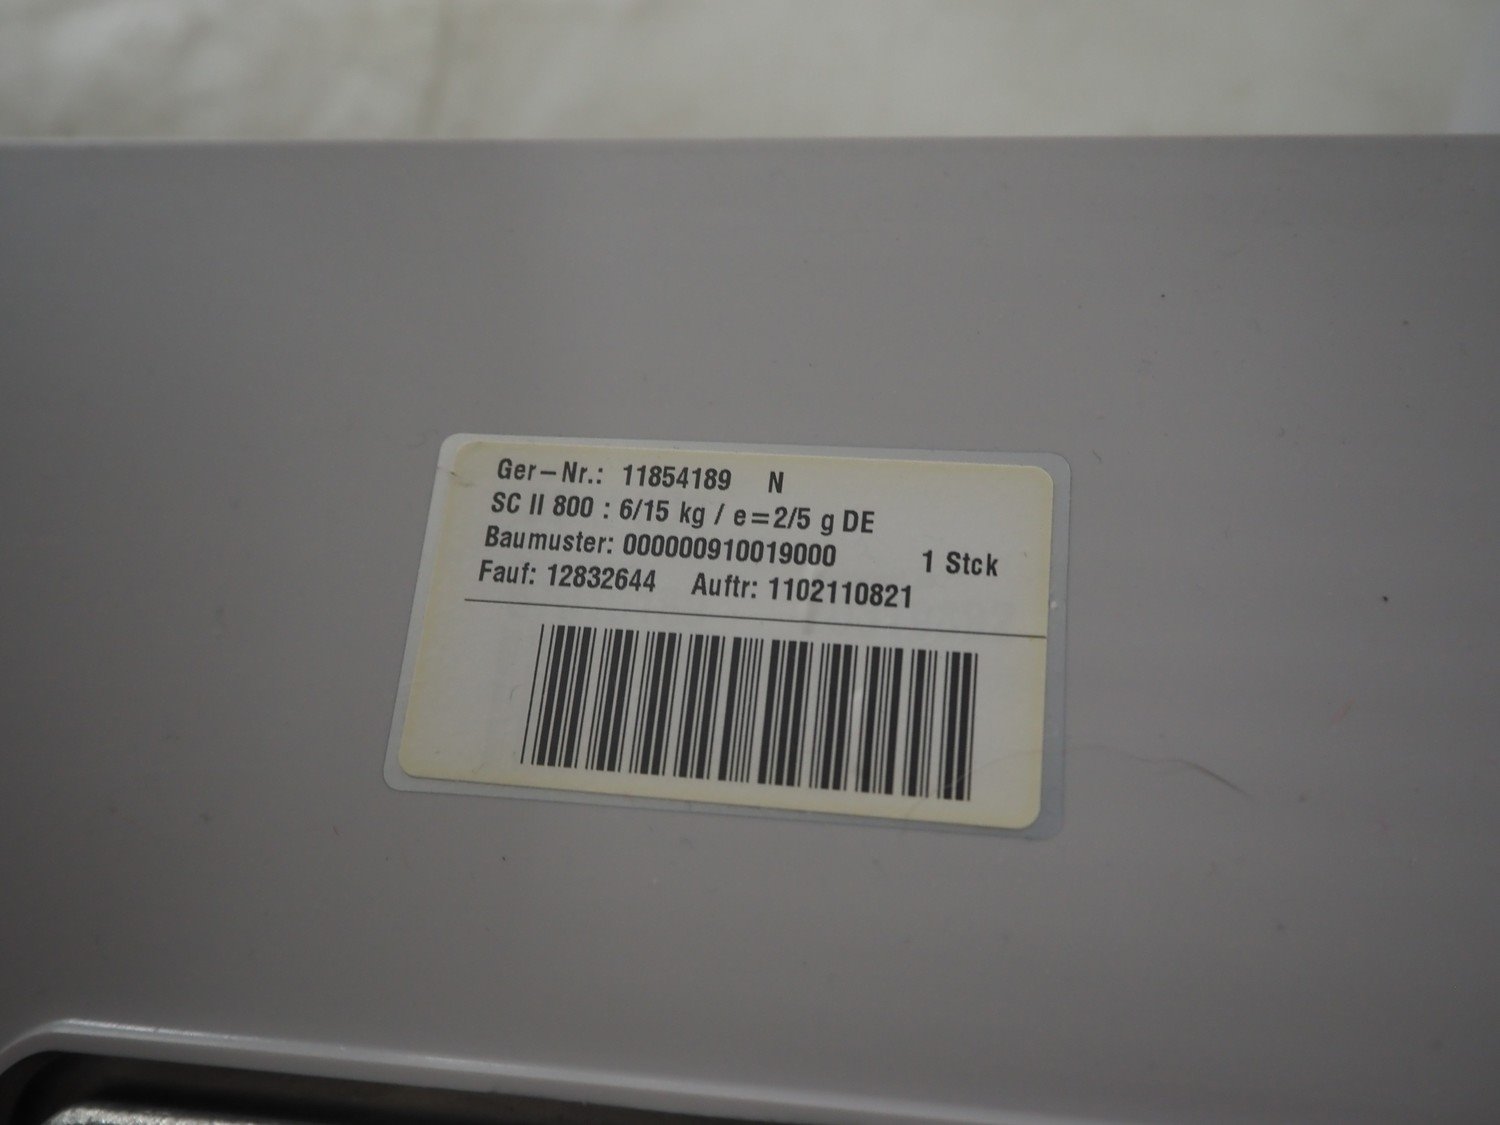 Ger-Nr.: 11854189 N
SC II 800 : 6/15 kg / e=2/5 g DE
Baumuster: 000000910019000 1 Stck
Fauf: 12832644 Auftr: 1102110821